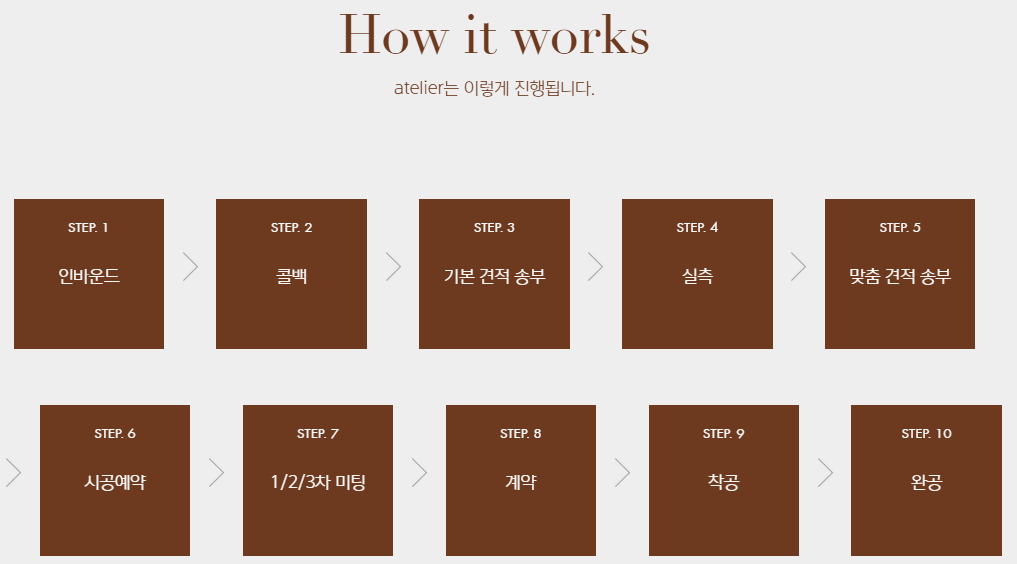 How it works
atelier는 이렇게 진행됩니다.
STEP. 1
인바운드
STEP. 2
콜백
STEP. 3
기본 견적 송부
STEP. 4
실측
STEP. 5
맞춤 견적 송부
STEP. 6
시공예약
STEP. 7
1/2/3차 미팅
STEP. 8
계약
STEP. 9
착공
STEP. 10
완공